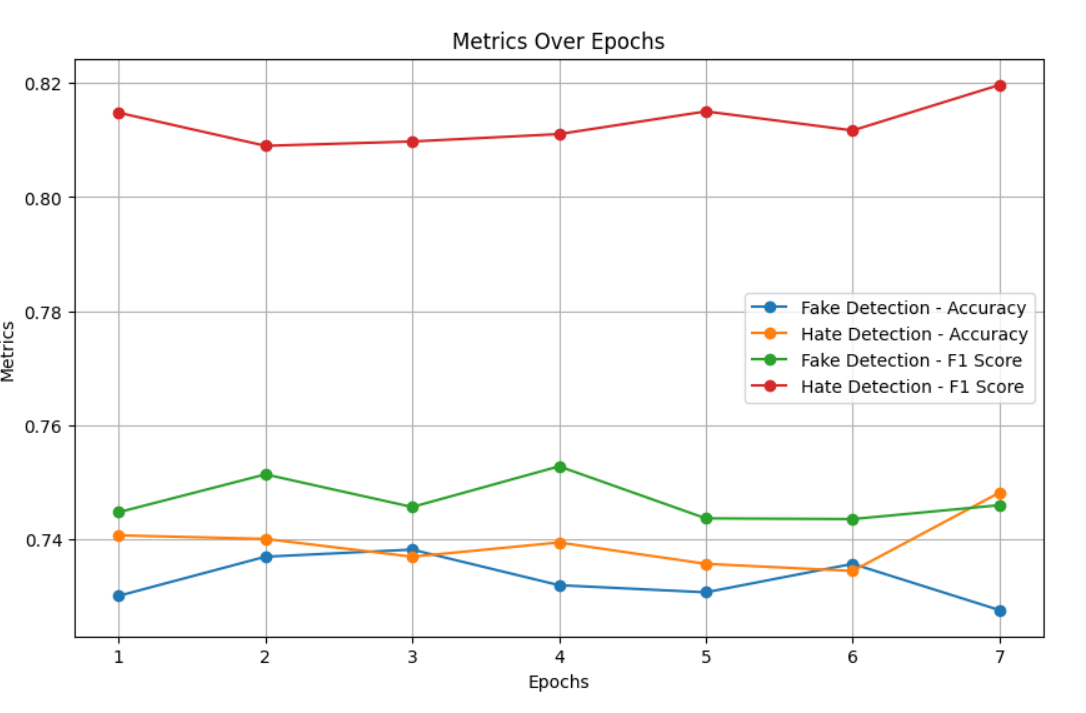 Metrics Over Epochs
0.82
0.80
0.78
0.76
0.74
Metrics
Fake Detection - Accuracy
Hate Detection - Accuracy
Fake Detection - F1 Score
Hate Detection - F1 Score
1 2 3 4 5 6 7
Epochs